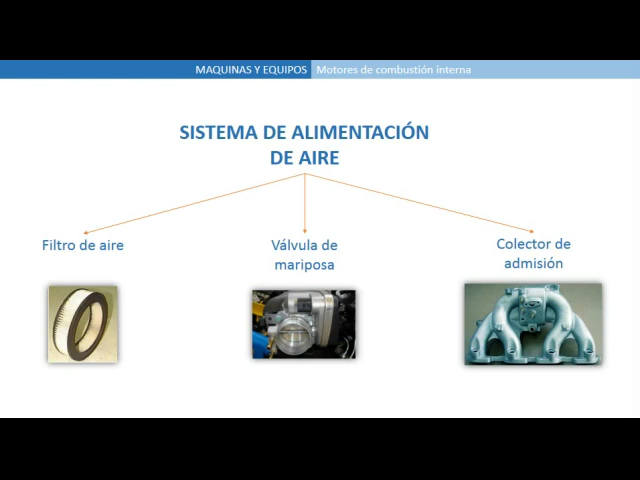 MAQUINAS Y EQUIPOS Motores de combustión interna
SISTEMA DE ALIMENTACIÓN
DE AIRE
Filtro de aire
Válvula de
mariposa
Colector de
admisión